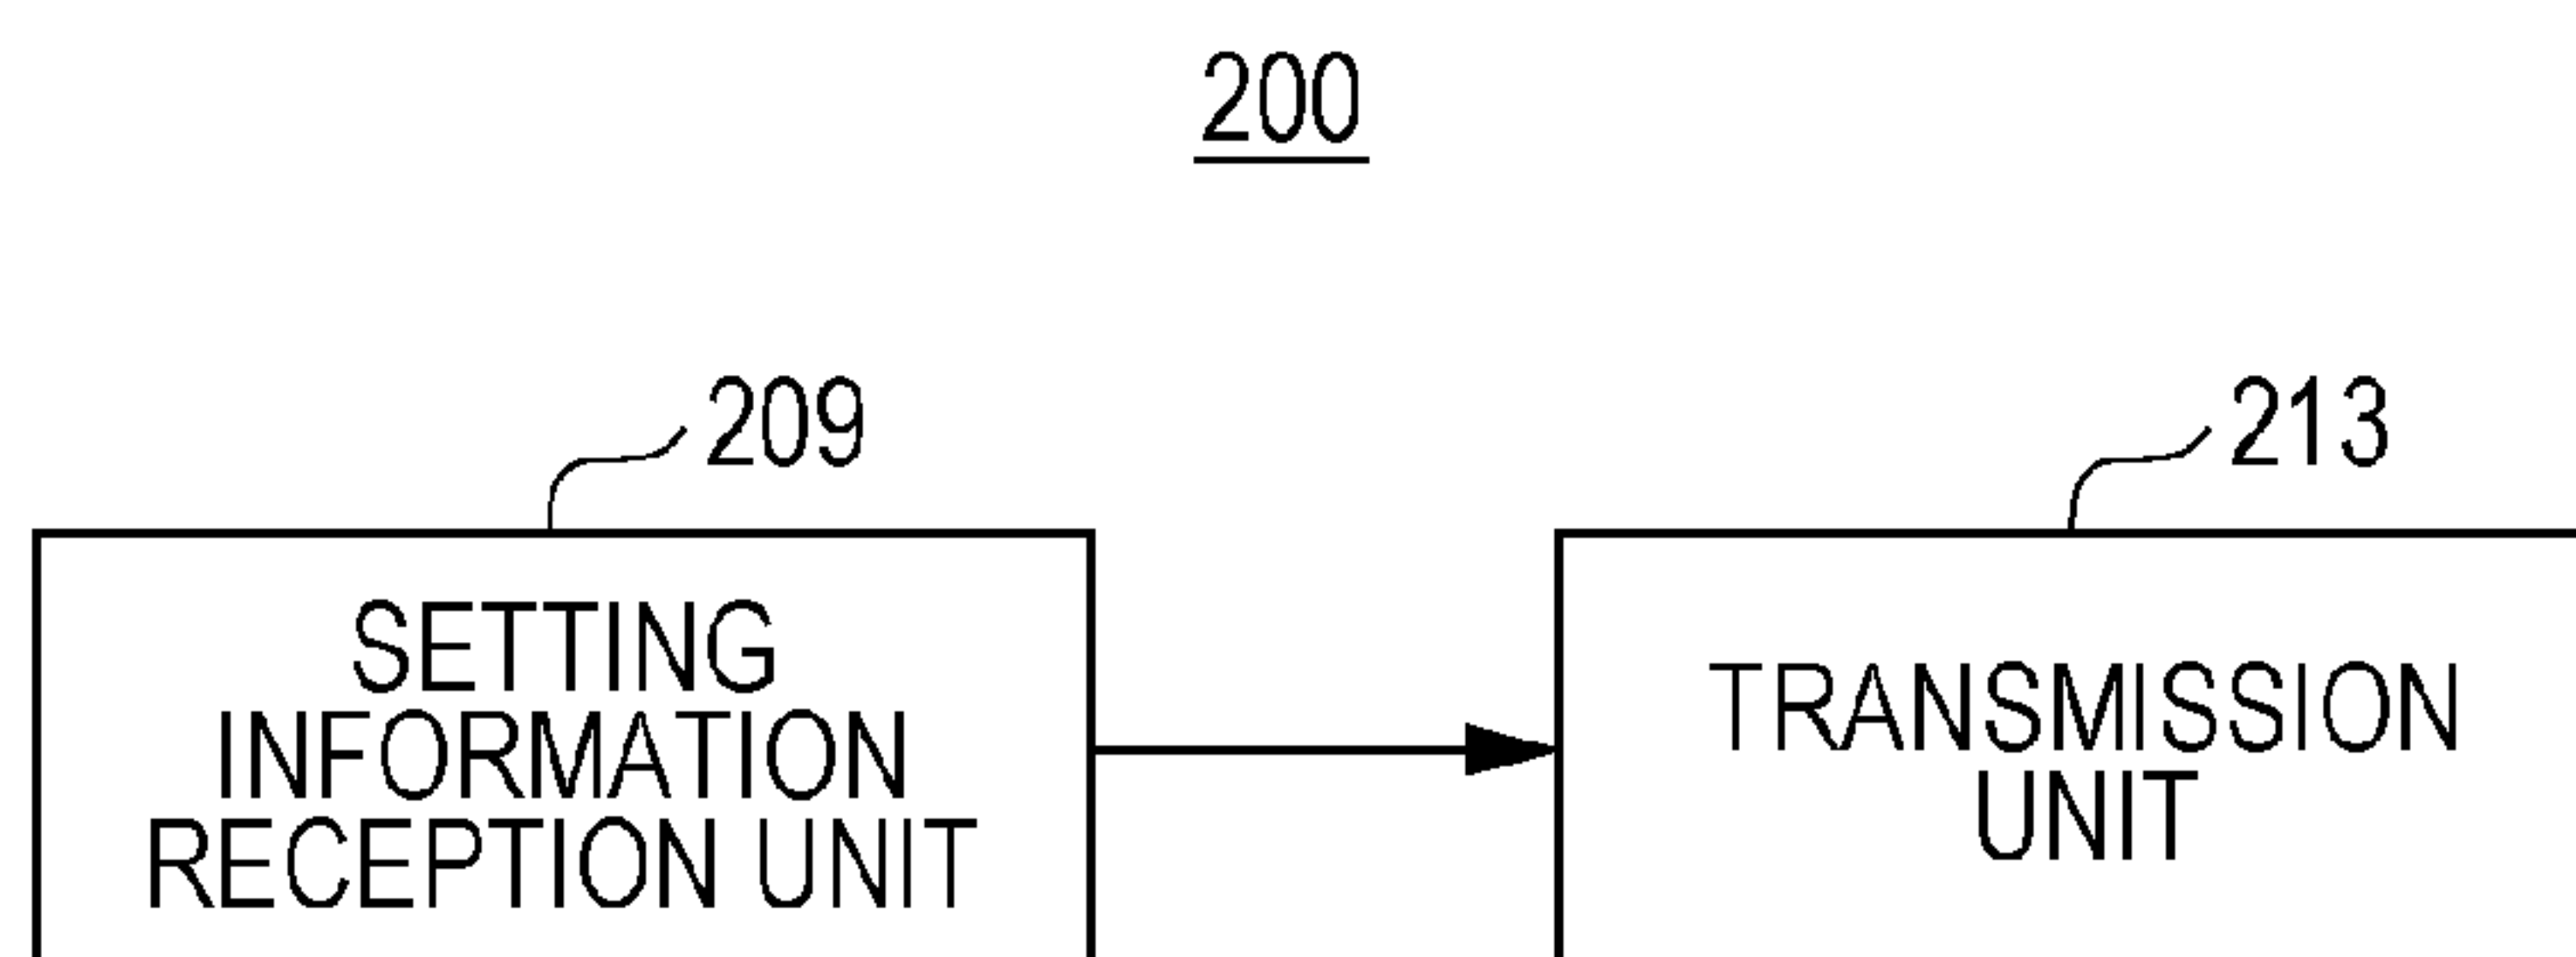 200
209
213
SETTING
INFORMATION
RECEPTION UNIT
TRANSMISSION
UNIT